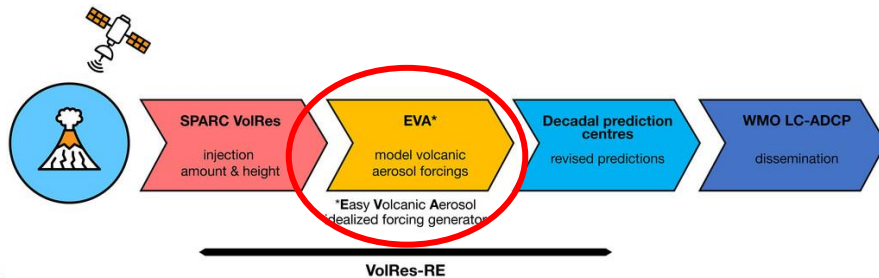 SPARC VolRes
injection
amount & height
EVA*
model volcanic
aerosol forcings
*Easy Volcanic Aerosol
idealized forcing generator
Decadal prediction
centres
revised predictions
WMO LC-ADCP
dissemination
VolRes-RE